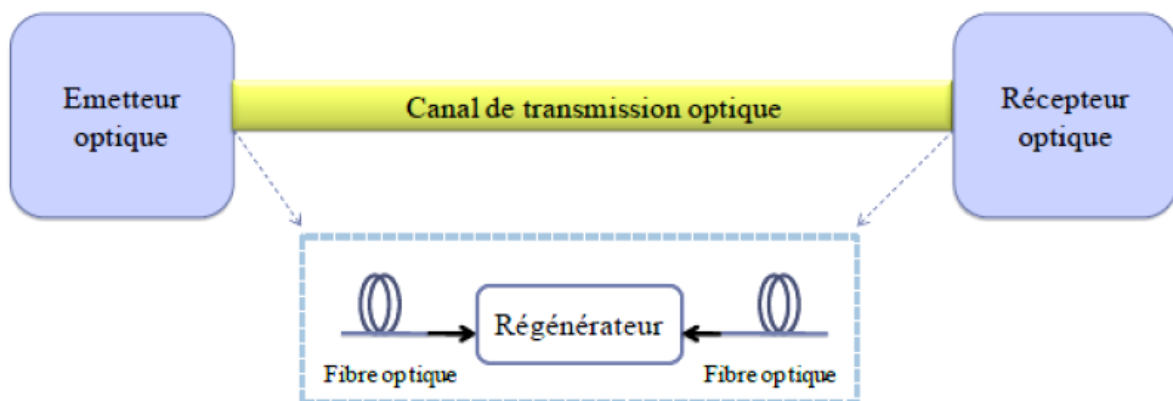 Emetteur
optique
Canal de transmission optique
Récepteur
optique
Régénérateur
Fibre optique
Fibre optique